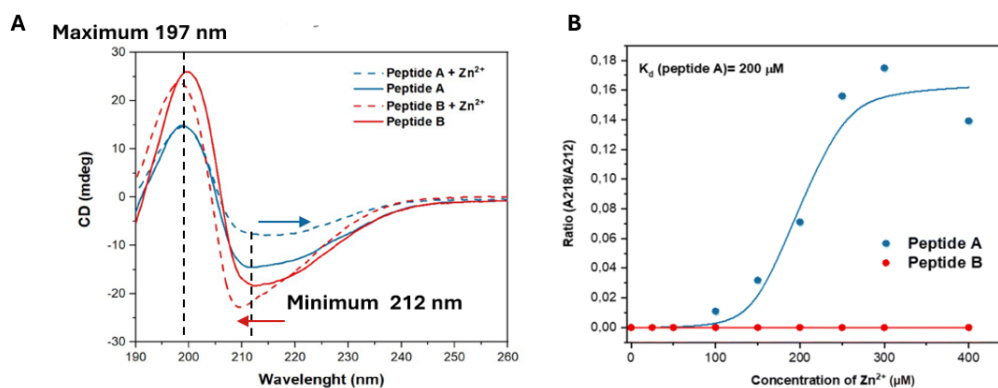 A
Maximum 197 nm
30
20
10
0
-10
-20
-30
CD (mdeg)
Peptide A + Zn²⁺
Peptide A
Peptide B + Zn²⁺
Peptide B
Minimum 212 nm
190 200 210 220 230 240 250 260
Wavelenght (nm)
B
Kd (peptide A)= 200 µM
0,18
0,16
0,14
0,12
0,10
0,08
0,06
0,04
0,02
0,00
Ratio (A218/A212)
Peptide A
Peptide B
0 100 200 300 400
Concentration of Zn²⁺ (µM)